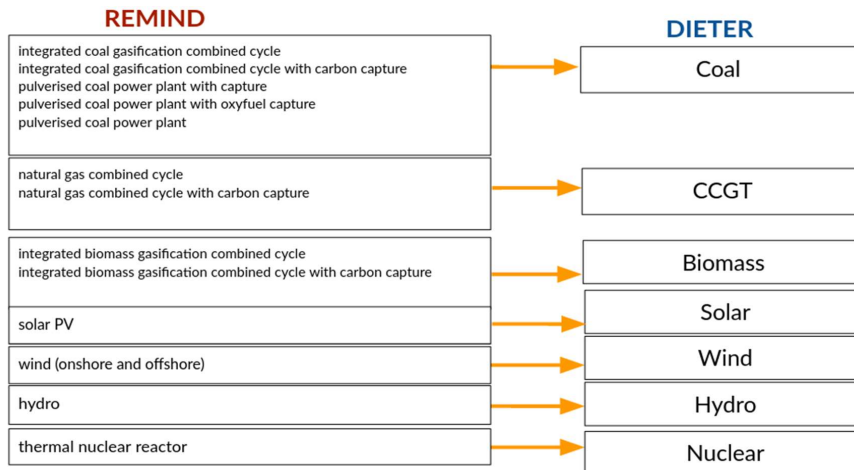 REMIND
DIETER
integrated coal gasification combined cycle
integrated coal gasification combined cycle with carbon capture
pulverised coal power plant with capture
pulverised coal power plant with oxyfuel capture
pulverised coal power plant
Coal
natural gas combined cycle
natural gas combined cycle with carbon capture
CCGT
integrated biomass gasification combined cycle
integrated biomass gasification combined cycle with carbon capture
Biomass
solar PV
Solar
wind (onshore and offshore)
Wind
hydro
Hydro
thermal nuclear reactor
Nuclear